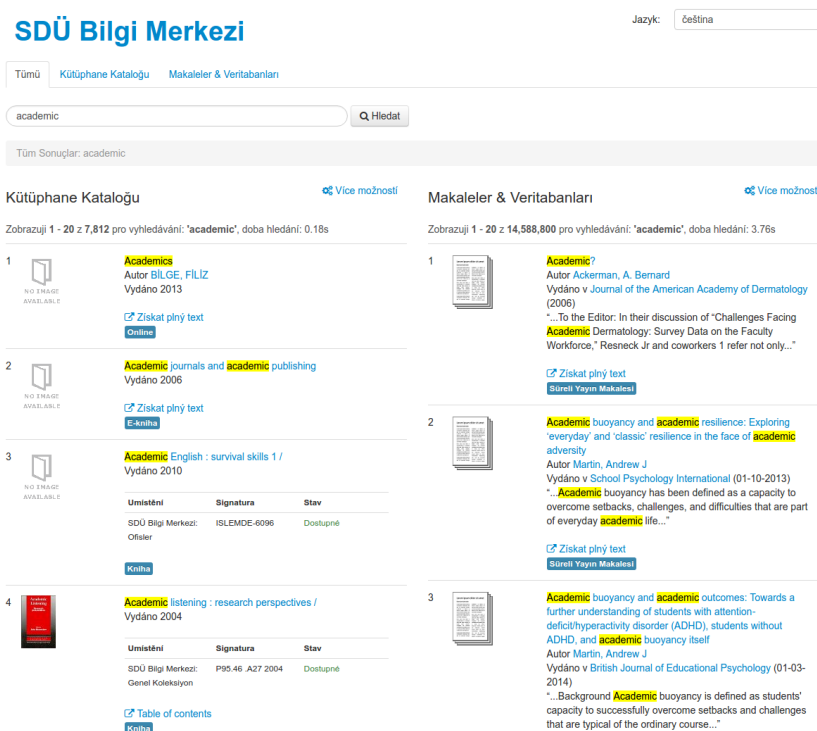 SDÜ Bilgi Merkezi
Jazyk:
čeština
Tümü
Kütüphane Kataloğu
Makaleler & Veritabanları
academic
Hledat
Tüm Sonuçlar: academic
Kütüphane Kataloğu
Více možností
Zobrazuji 1 - 20 z 7,812 pro vyhledávání: 'academic', doba hledání: 0.18s
1
NO IMAGE
AVAILABLE
Academics
Autor BİLGE, FİLİZ
Vydáno 2013
Získat plný text
Online
2
NO IMAGE
AVAILABLE
Academic journals and academic publishing
Vydáno 2006
Získat plný text
E-kniha
3
NO IMAGE
AVAILABLE
Academic English : survival skills 1 /
Vydáno 2010
Umístění Signatura Stav
SDÜ Bilgi Merkezi: ISLEMDE-6096 Dostupné
Ofisler
Kniha
4
Academic listening : research perspectives /
Vydáno 2004
Umístění Signatura Stav
SDÜ Bilgi Merkezi: P95.46 .A27 2004 Dostupné
Genel Koleksiyon
Table of contents
Kniha
Makaleler & Veritabanları
Více možnost
Zobrazuji 1 - 20 z 14,588,800 pro vyhledávání: 'academic', doba hledání: 3.76s
1
Academic?
Autor Ackerman, A. Bernard
Vydáno v Journal of the American Academy of Dermatology
(2006)
“...To the Editor: In their discussion of “Challenges Facing
Academic Dermatology: Survey Data on the Faculty
Workforce,” Resneck Jr and coworkers 1 refer not only...”
Získat plný text
Süreli Yayın Makalesi
2
Academic buoyancy and academic resilience: Exploring
‘everyday’ and ‘classic’ resilience in the face of academic
adversity
Autor Martin, Andrew J
Vydáno v School Psychology International (01-10-2013)
“...Academic buoyancy has been defined as a capacity to
overcome setbacks, challenges, and difficulties that are part
of everyday academic life...”
Získat plný text
Süreli Yayın Makalesi
3
Academic buoyancy and academic outcomes: Towards a
further understanding of students with attention-
deficit/hyperactivity disorder (ADHD), students without
ADHD, and academic buoyancy itself
Autor Martin, Andrew J
Vydáno v British Journal of Educational Psychology (01-03-
2014)
“...Background Academic buoyancy is defined as students'
capacity to successfully overcome setbacks and challenges
that are typical of the ordinary course...”